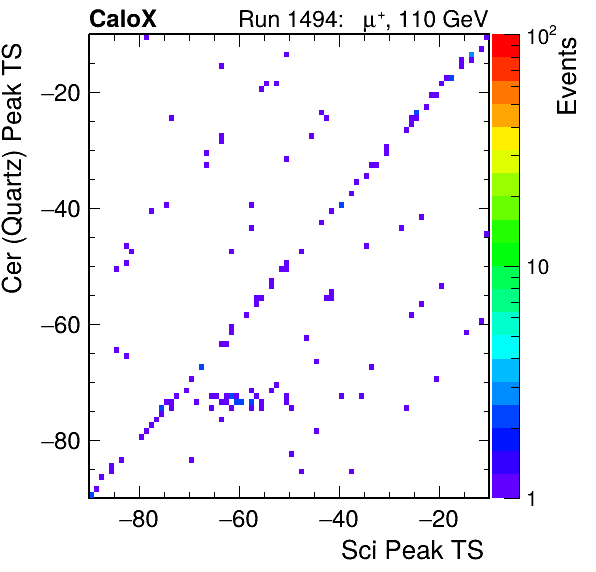 CaloX Run 1494: μ⁺, 110 GeV
Cer (Quartz) Peak TS
−20
−40
−60
−80
−80 −60 −40 −20
Sci Peak TS
10²
10
1
Events